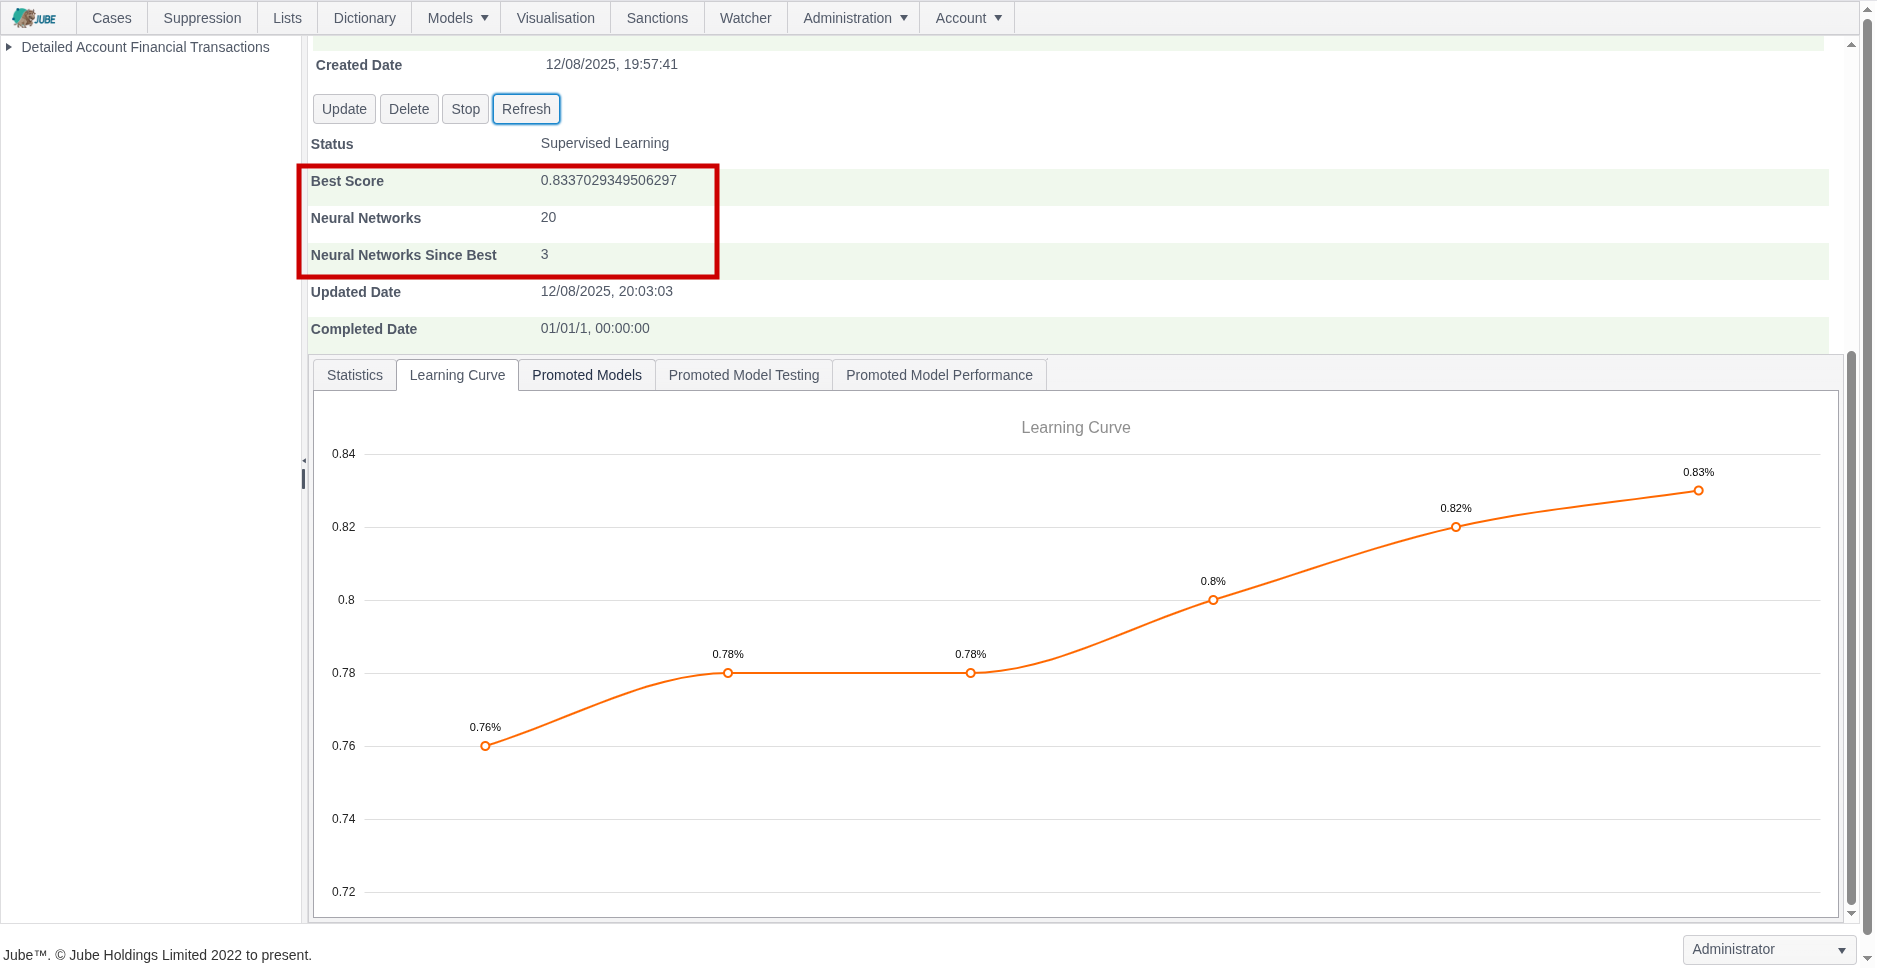 JUBE Cases Suppression Lists Dictionary Models Visualisation Sanctions Watcher Administration Account
Detailed Account Financial Transactions
Created Date 12/08/2025, 19:57:41
Update Delete Stop Refresh
Status Supervised Learning
Best Score 0.8337029349506297
Neural Networks 20
Neural Networks Since Best 3
Updated Date 12/08/2025, 20:03:03
Completed Date 01/01/1, 00:00:00
Statistics Learning Curve Promoted Models Promoted Model Testing Promoted Model Performance
Learning Curve
0.84
0.83%
0.82%
0.82
0.8%
0.8
0.78% 0.78%
0.78
0.76%
0.76
0.74
0.72
Administrator
Jube™. © Jube Holdings Limited 2022 to present.